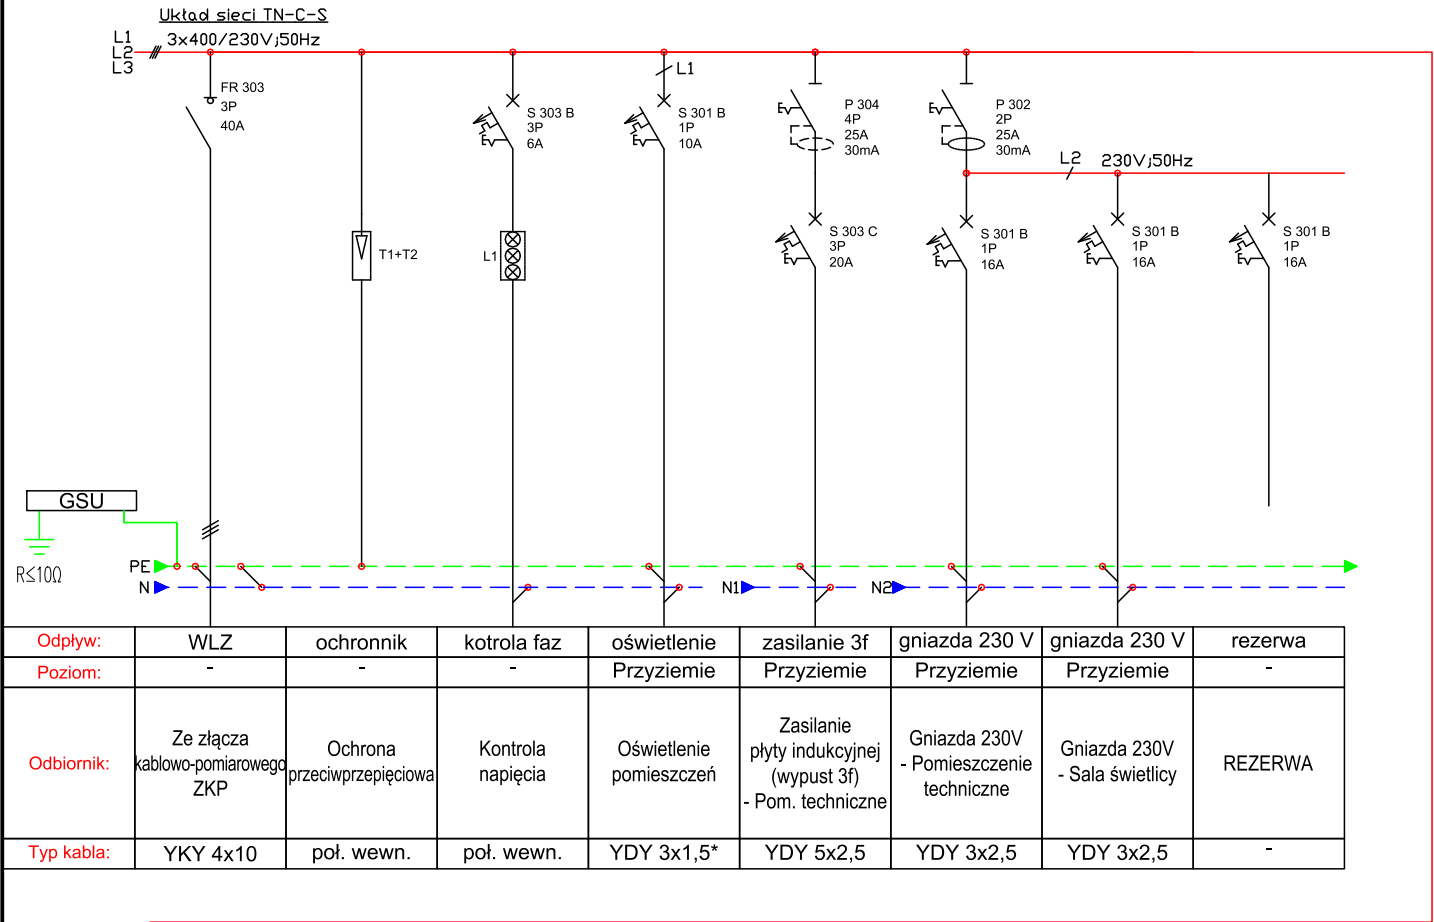 Układ sieci TN-C-S
L1
L2
L3
3x400/230V;50Hz
FR 303
3P
40A
T1+T2
S 303 B
3P
6A
L1
L1
S 301 B
1P
10A
P 304
4P
25A
30mA
S 303 C
3P
20A
P 302
2P
25A
30mA
L2 230V;50Hz
S 301 B
1P
16A
S 301 B
1P
16A
S 301 B
1P
16A
GSU
R≤10Ω
PE
N
N1
N2
Odpływ: WLZ ochronnik kotrola faz oświetlenie zasilanie 3f gniazda 230 V gniazda 230 V rezerwa
Poziom: - - - Przyziemie Przyziemie Przyziemie Przyziemie -
Odbiornik:
Ze złącza
kablowo-pomiarowego
ZKP
Ochrona
przeciwprzepięciowa
Kontrola
napięcia
Oświetlenie
pomieszczeń
Zasilanie
płyty indukcyjnej
(wypust 3f)
- Pom. techniczne
Gniazda 230V
- Pomieszczenie
techniczne
Gniazda 230V
- Sala świetlicy
REZERWA
Typ kabla: YKY 4x10 poł. wewn. poł. wewn. YDY 3x1,5* YDY 5x2,5 YDY 3x2,5 YDY 3x2,5 -